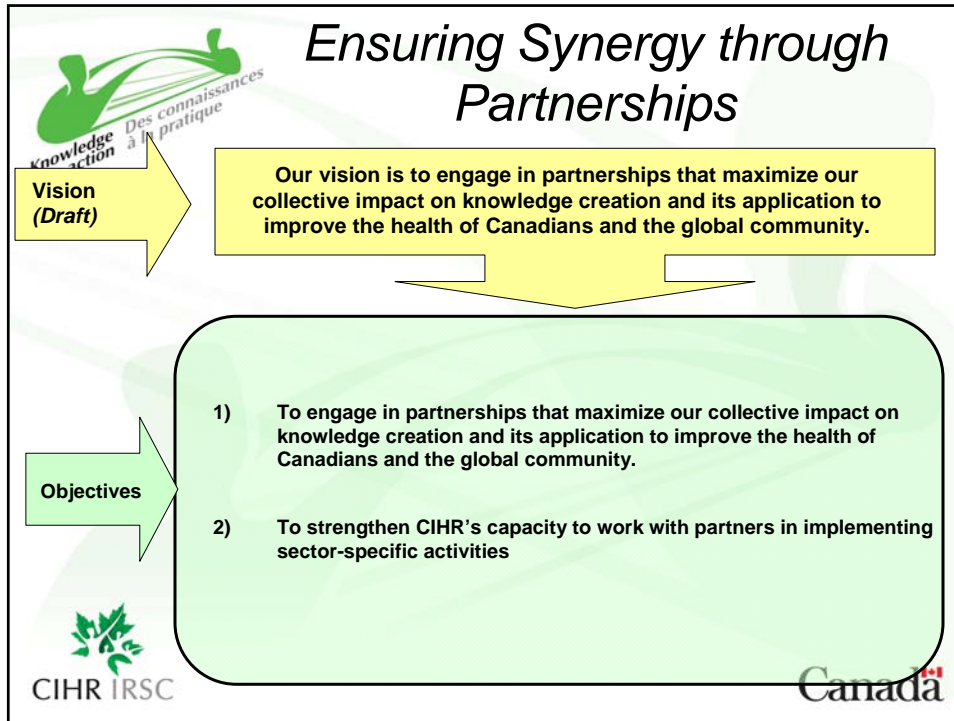 Ensuring Synergy through
Partnerships
Des connaissances
à la pratique
Knowledge
action
Vision
(Draft)
Our vision is to engage in partnerships that maximize our
collective impact on knowledge creation and its application to
improve the health of Canadians and the global community.
1) To engage in partnerships that maximize our collective impact on
knowledge creation and its application to improve the health of
Canadians and the global community.
Objectives
2) To strengthen CIHR’s capacity to work with partners in implementing
sector-specific activities
CIHR IRSC
Canada